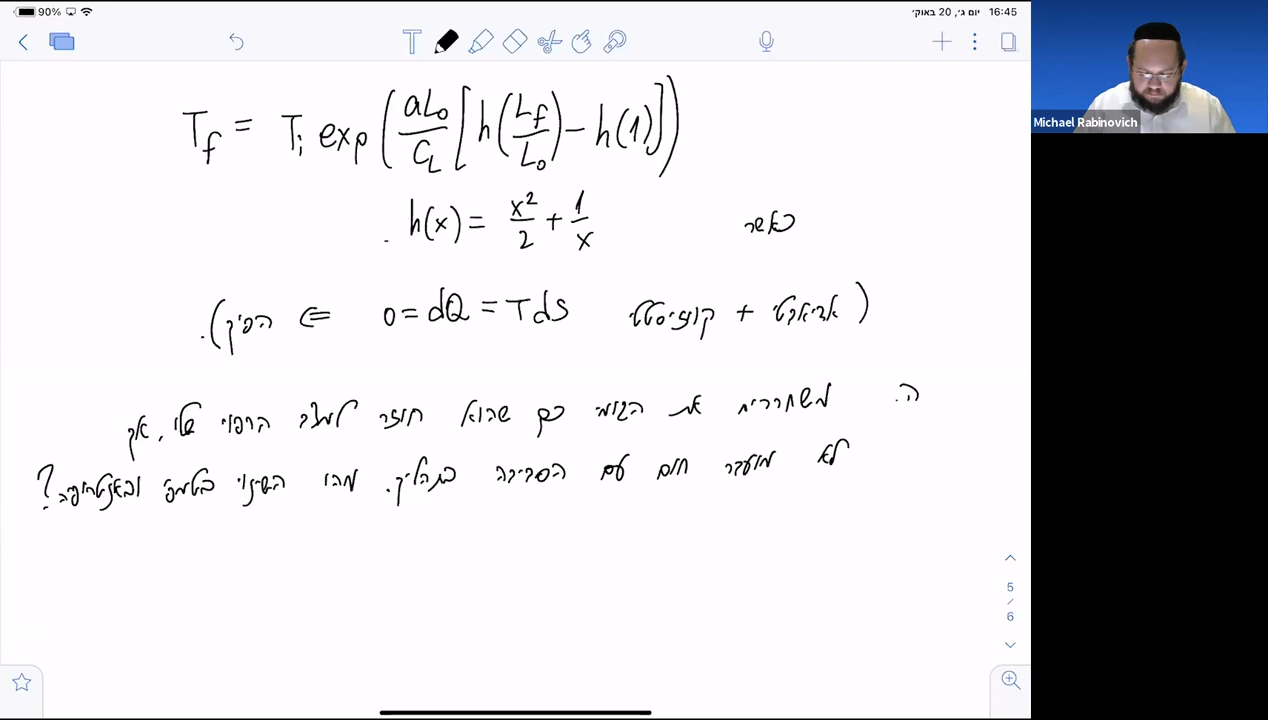 90%
16:45 יום ג׳, 20 באוק׳
Michael Rabinovich
T_f = T_i exp(aL_0/C_L [h(L_f/L_0) - h(1)])
כאשר h(x) = x²/2 + 1/x .
(אדיאבטי + קווזיסטטי 0 = dQ = TdS ⇐ הפיך).
ה. משחררים את הגומי כך שהוא חוזר למצב הרפוי שלו, אך
לא מועבר חום עם הסביבה בתהליך. מהו השינוי בטמפ׳ ובאנטרופיה?
5
/
6